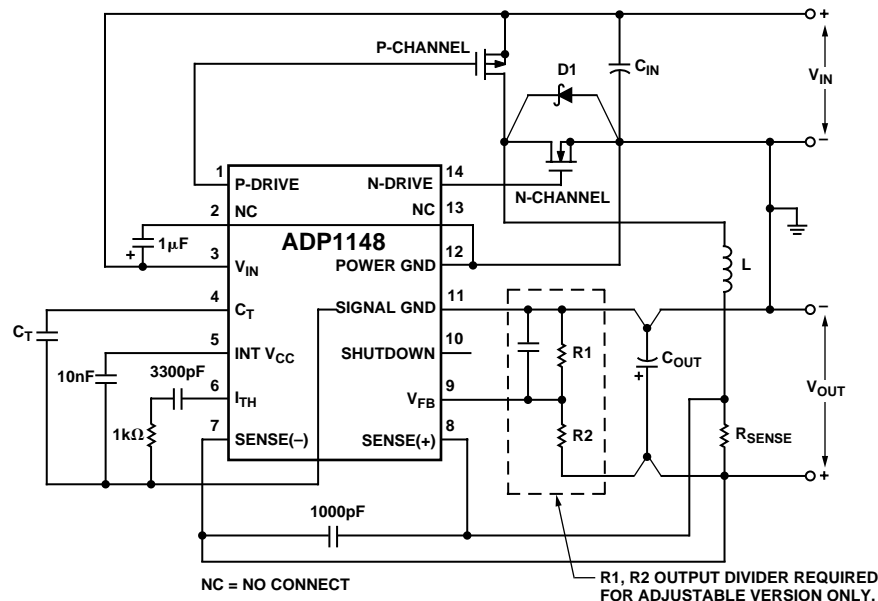 P-CHANNEL
D1
C_IN
+
V_IN
–
N-CHANNEL
1
P-DRIVE
N-DRIVE
14
2
NC
NC
13
ADP1148
1μF
+
3
V_IN
POWER GND
12
4
C_T
SIGNAL GND
11
C_T
L
5
INT V_CC
SHUTDOWN
10
10nF
3300pF
6
I_TH
V_FB
9
1kΩ
7
SENSE(–)
SENSE(+)
8
R1
R2
C_OUT
+
–
V_OUT
+
R_SENSE
1000pF
NC = NO CONNECT
R1, R2 OUTPUT DIVIDER REQUIRED
FOR ADJUSTABLE VERSION ONLY.